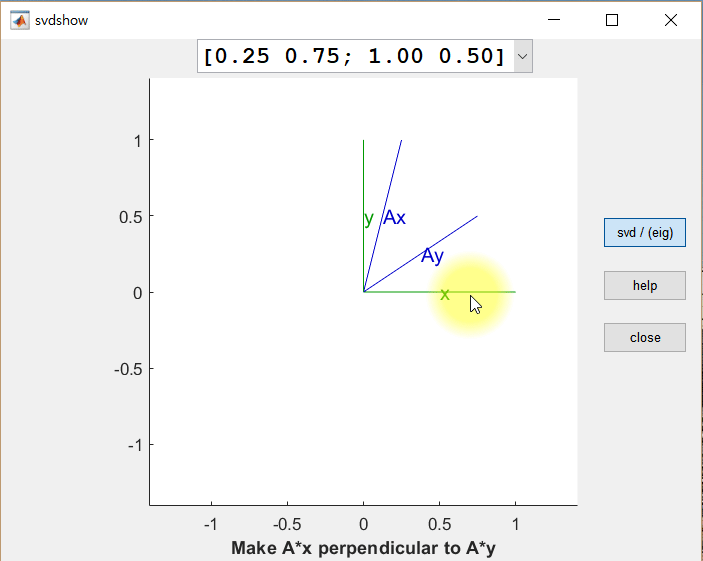 svdshow
[0.25 0.75; 1.00 0.50]
1
y
Ax
0.5
Ay
svd / (eig)
x
0
help
close
-0.5
-1
-1 -0.5 0 0.5 1
Make A*x perpendicular to A*y